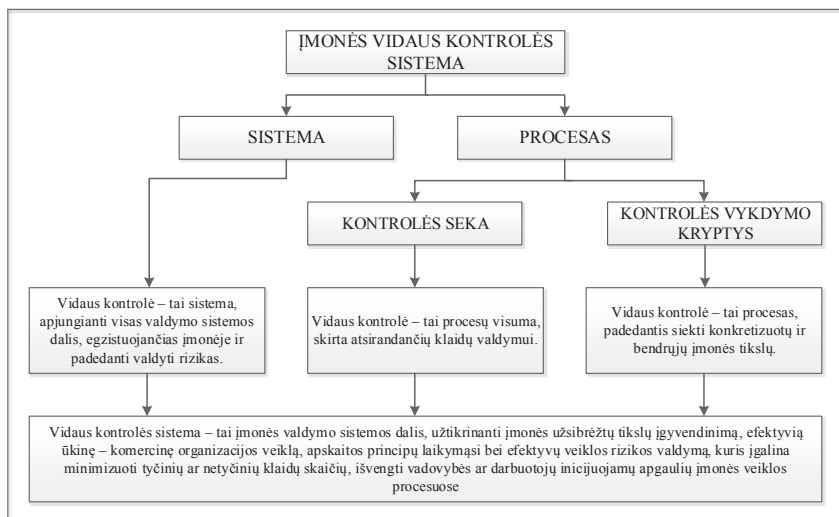 ĮMONĖS VIDAUS KONTROLĖS
SISTEMA
SISTEMA
PROCESAS
KONTROLĖS SEKA
KONTROLĖS VYKDYMO
KRYPTYS
Vidaus kontrolė – tai sistema,
apjungianti visas valdymo sistemos
dalis, egzistuojančias įmonėje ir
padedanti valdyti rizikas.
Vidaus kontrolė – tai procesų visuma,
skirta atsirandančių klaidų valdymui.
Vidaus kontrolė – tai procesas,
padedantis siekti konkretizuotų ir
bendrųjų įmonės tikslų.
Vidaus kontrolės sistema – tai įmonės valdymo sistemos dalis, užtikrinanti įmonės užsibrėžtų tikslų įgyvendinimą, efektyvią
ūkinę – komercinę organizacijos veiklą, apskaitos principų laikymąsi bei efektyvų veiklos rizikos valdymą, kuris įgalina
minimizuoti tyčinių ar netyčinių klaidų skaičių, išvengti vadovybės ar darbuotojų inicijuojamų apgaulių įmonės veiklos
procesuose